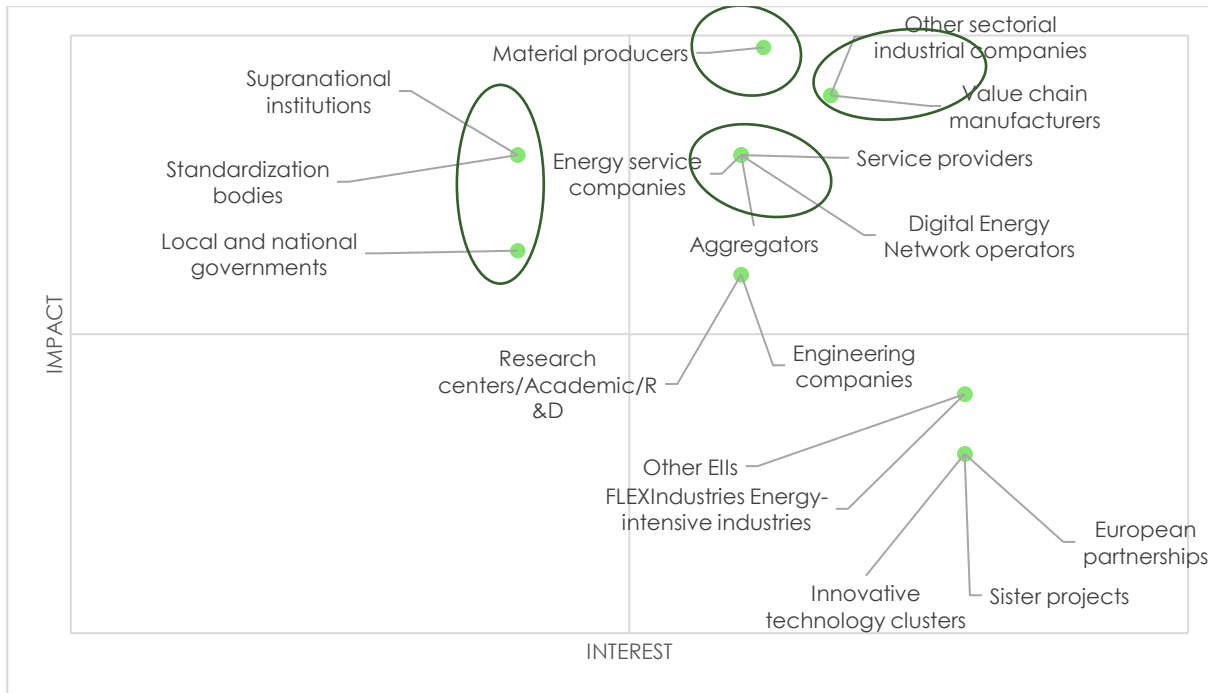 Other sectorial
industrial companies
Material producers
Supranational
institutions
Value chain
manufacturers
Standardization
bodies
Energy service
companies
Service providers
Local and national
governments
Aggregators
Digital Energy
Network operators
IMPACT
Research
centers/Academic/R
&D
Engineering
companies
Other EIIs
FLEXIndustries Energy-
intensive industries
European
partnerships
Innovative
technology clusters
Sister projects
INTEREST